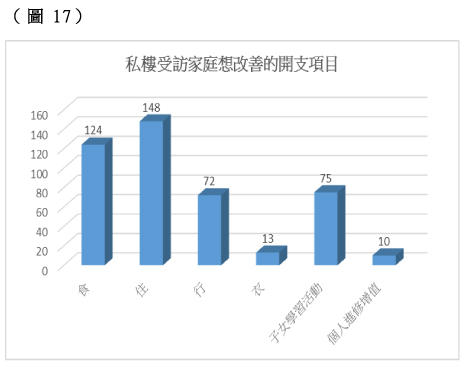 （圖 17）
私樓受訪家庭想改善的開支項目
160
140
120
100
80
60
40
20
0
124
148
72
13
75
10
食
住
行
衣
子女學習活動
個人進修增值